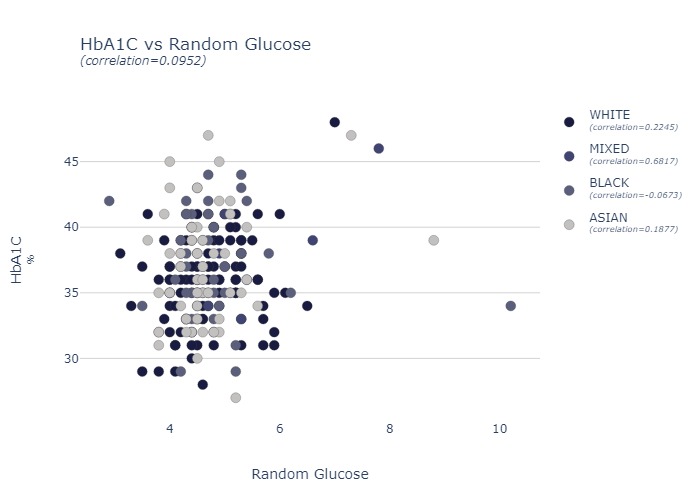 HbA1C vs Random Glucose
(correlation=0.0952)
WHITE
(correlation=0.2245)
MIXED
(correlation=0.6817)
BLACK
(correlation=-0.0673)
ASIAN
(correlation=0.1877)
45
40
35
30
HbA1C
%
4 6 8 10
Random Glucose